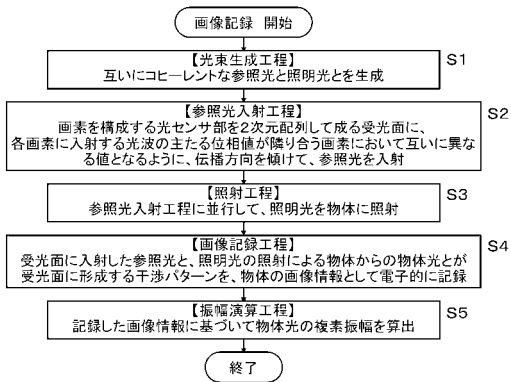 画像記録 開始
【光束生成工程】
S1
互いにコヒーレントな参照光と照明光とを生成
【参照光入射工程】
S2
画素を構成する光センサ部を2次元配列して成る受光面に、
各画素に入射する光波の主たる位相値が隣り合う画素において互いに異な
る値となるように、伝播方向を傾けて、参照光を入射
【照射工程】
S3
参照光入射工程に並行して、照明光を物体に照射
【画像記録工程】
S4
受光面に入射した参照光と、照明光の照射による物体からの物体光とが
受光面に形成する干渉パターンを、物体の画像情報として電子的に記録
【振幅演算工程】
S5
記録した画像情報に基づいて物体光の複素振幅を算出
終了